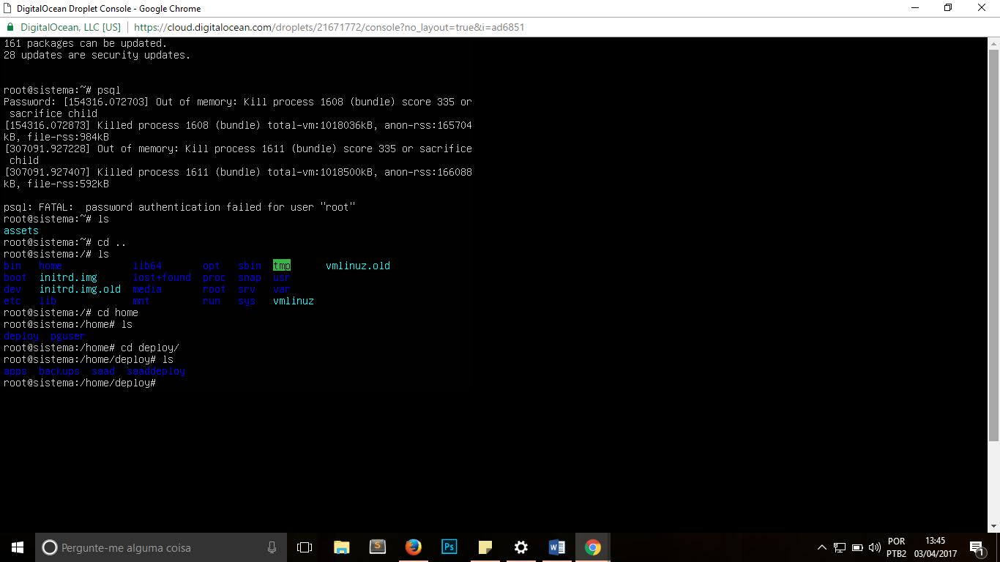 DigitalOcean Droplet Console - Google Chrome
DigitalOcean, LLC [US] https://cloud.digitalocean.com/droplets/21671772/console?no_layout=true&i=ad6851
161 packages can be updated.
28 updates are security updates.
root@sistema:~# psql
Password: [154316.072703] Out of memory: Kill process 1608 (bundle) score 335 or
sacrifice child
[154316.072873] Killed process 1608 (bundle) total-vm:1018036kB, anon-rss:165704
kB, file-rss:984kB
[307091.927228] Out of memory: Kill process 1611 (bundle) score 335 or sacrifice
child
[307091.927407] Killed process 1611 (bundle) total-vm:1018500kB, anon-rss:166088
kB, file-rss:592kB
psql: FATAL:  password authentication failed for user "root"
root@sistema:~# ls
assets
root@sistema:~# cd ..
root@sistema:/# ls
bin home lib64 opt sbin tmp vmlinuz.old
boot initrd.img lost+found proc snap usr
dev initrd.img.old media root srv var
etc lib mnt run sys vmlinuz
root@sistema:/# cd home
root@sistema:/home# ls
deploy pguser
root@sistema:/home# cd deploy/
root@sistema:/home/deploy# ls
apps backups saad saaddeploy
root@sistema:/home/deploy#
Pergunte-me alguma coisa
S
Ps
W
POR
PTB2
13:45
03/04/2017
1